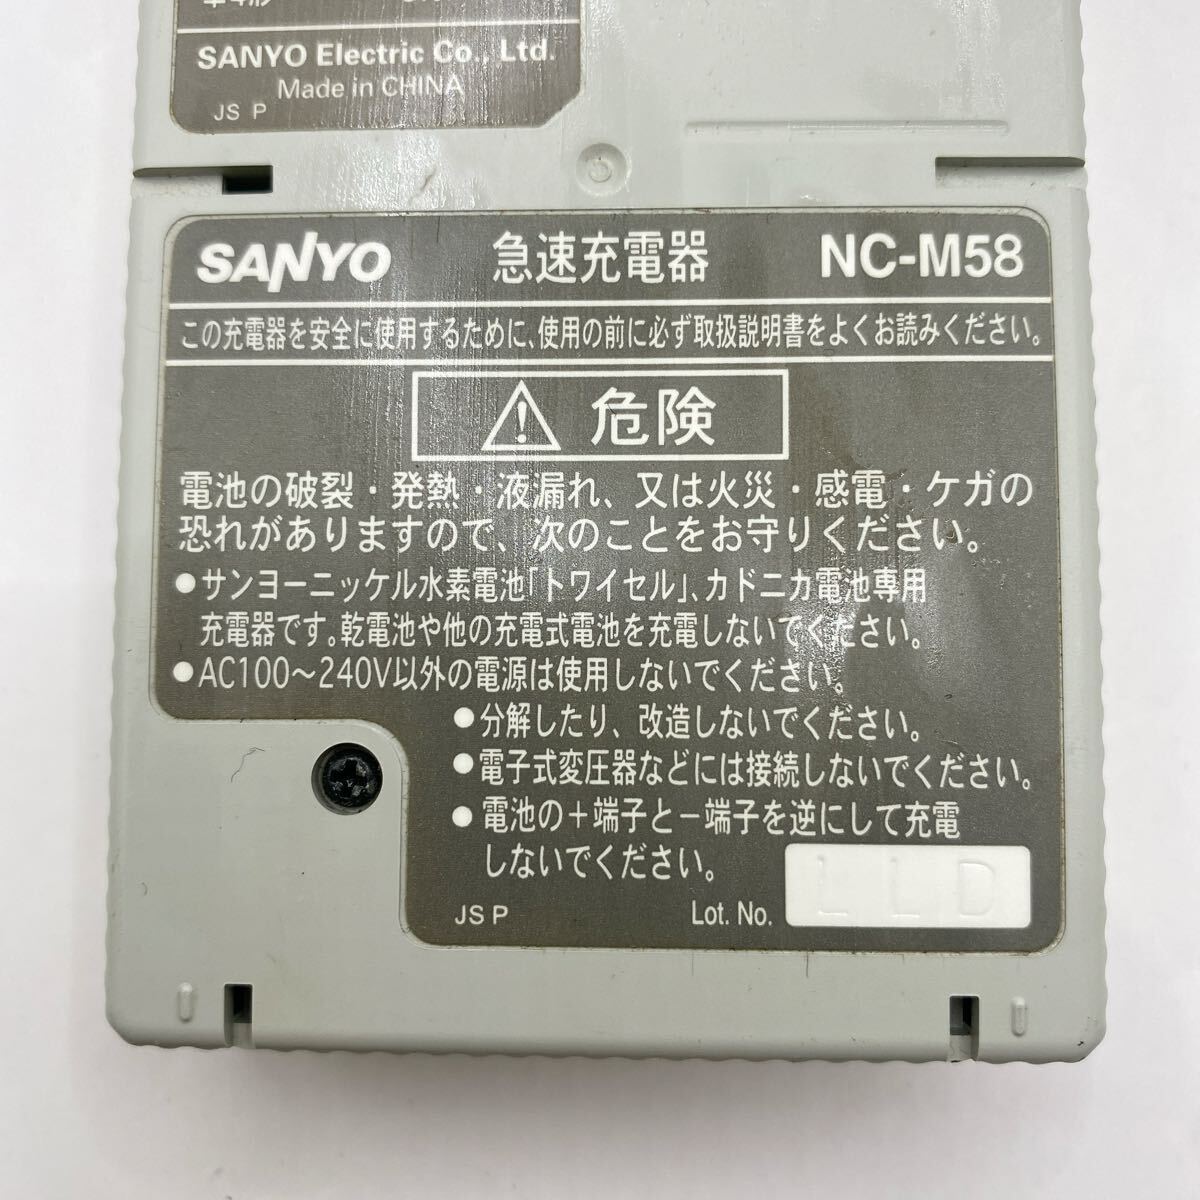 SANYO Electric Co., Ltd.
Made in CHINA
JS P
SANYO 急速充電器 NC-M58
この充電器を安全に使用するために、使用の前に必ず取扱説明書をよくお読みください。
危険
電池の破裂・発熱・液漏れ、又は火災・感電・ケガの
恐れがありますので、次のことをお守りください。
●サンヨーニッケル水素電池「トワイセル」、カドニカ電池専用
充電器です。乾電池や他の充電式電池を充電しないでください。
●AC100～240V以外の電源は使用しないでください。
●分解したり、改造しないでください。
●電子式変圧器などには接続しないでください。
●電池の＋端子と－端子を逆にして充電
しないでください。
JS P Lot. No. LLD